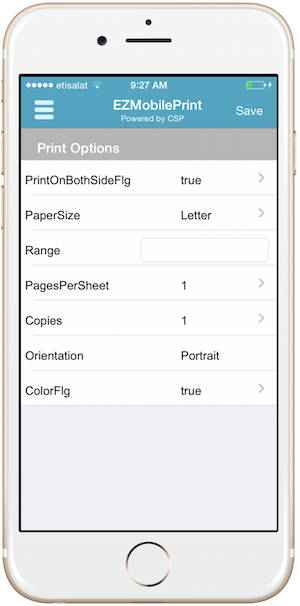 etisalat 9:27 AM
EZMobilePrint
Powered by CSP
Save
Print Options
PrintOnBothSideFlg true
PaperSize Letter
Range
PagesPerSheet 1
Copies 1
Orientation Portrait
ColorFlg true